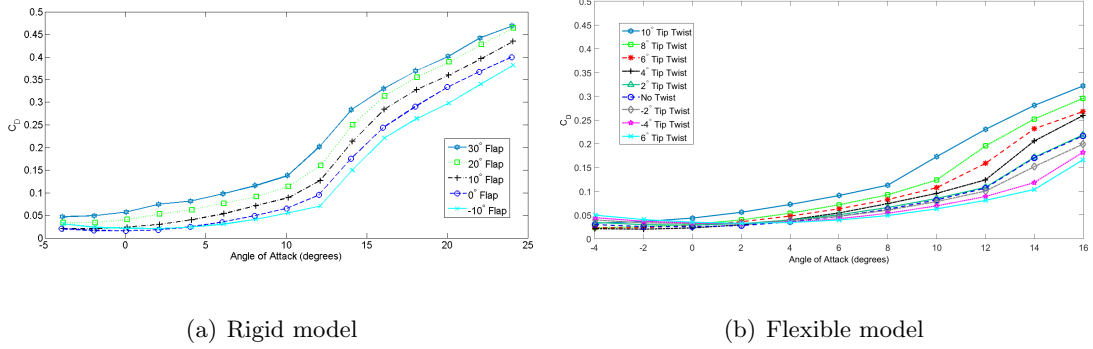 0.5
0.45
0.4
0.35
0.3
0.25
0.2
0.15
0.1
0.05
C_D
-5
0
5
10
15
20
25
Angle of Attack (degrees)
30° Flap
20° Flap
10° Flap
0° Flap
-10° Flap
(a) Rigid model
0.5
0.45
0.4
0.35
0.3
0.25
0.2
0.15
0.1
0.05
0
C_D
-4
-2
0
2
4
6
8
10
12
14
16
Angle of Attack (degrees)
10° Tip Twist
8° Tip Twist
6° Tip Twist
4° Tip Twist
2° Tip Twist
No Twist
-2° Tip Twist
-4° Tip Twist
6° Tip Twist
(b) Flexible model